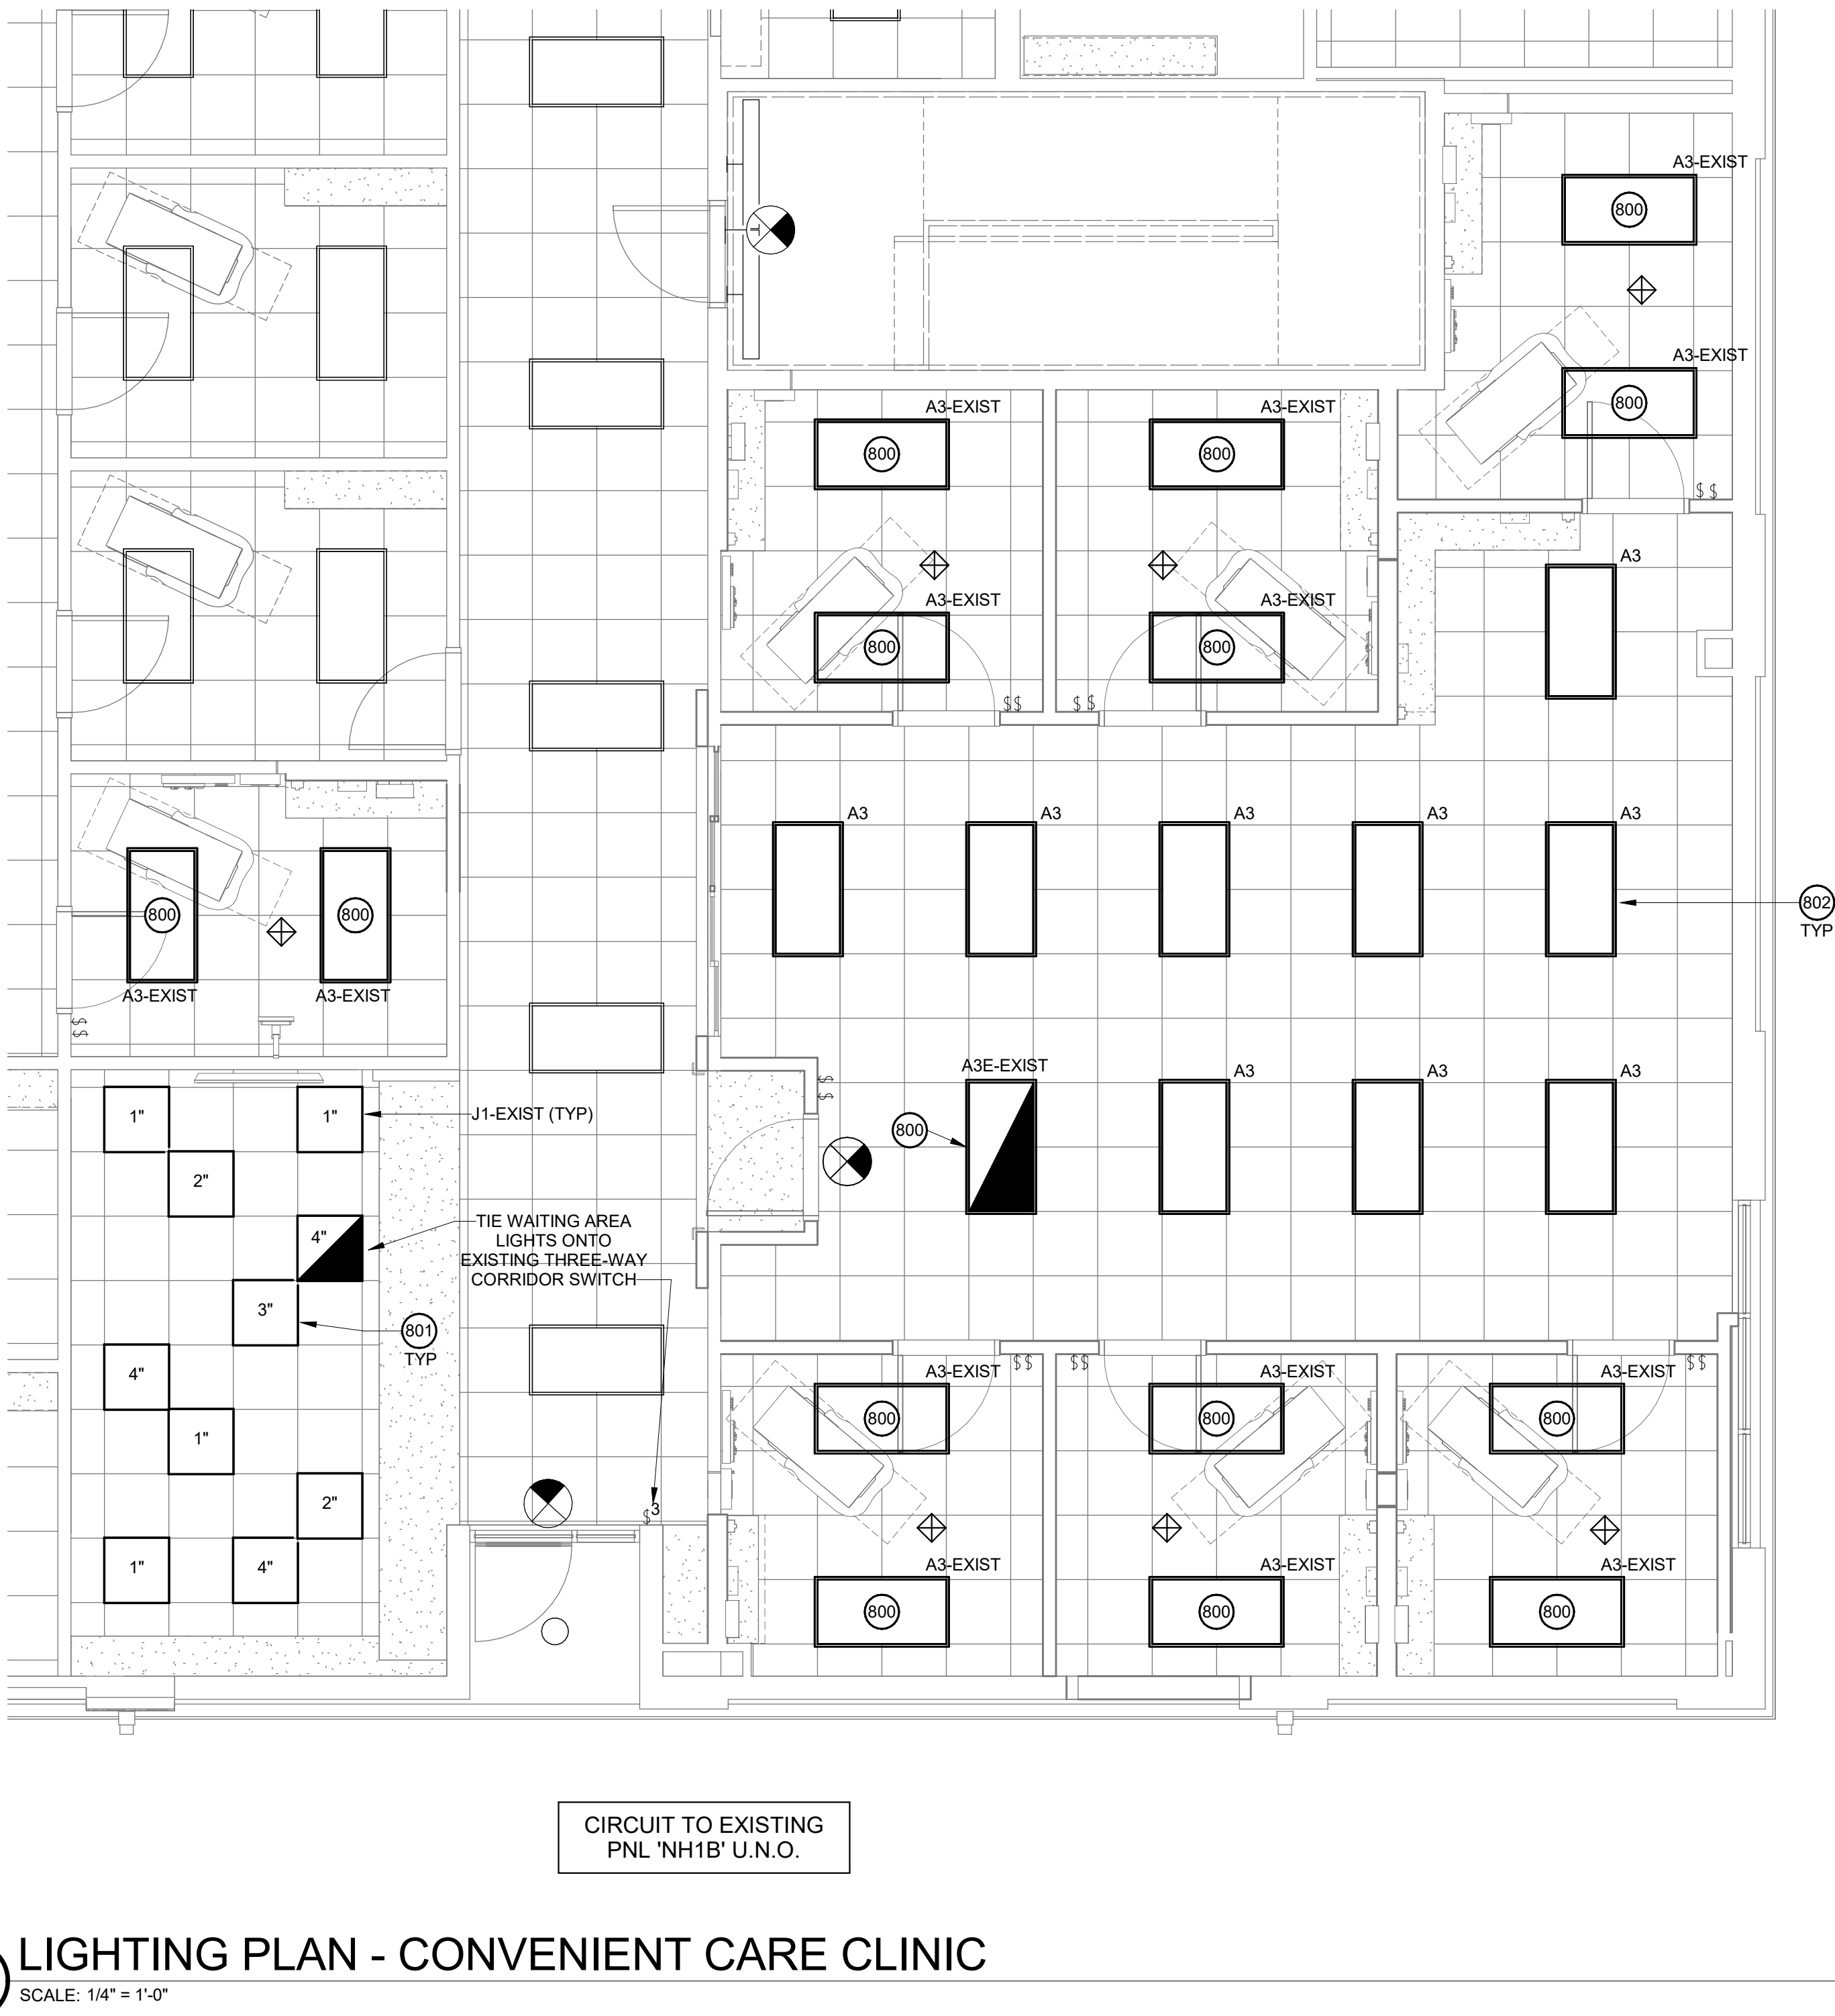 A3-EXIST
800
A3-EXIST
800
$ $
A3-EXIST
A3-EXIST
800
800
A3-EXIST
A3-EXIST
800
800
$$
$ $
A3
A3
A3
A3
A3
A3
802
TYP
800
800
A3-EXIST
A3-EXIST
$$
A3E-EXIST
A3
A3
A3
800
$ $
1"
1"
J1-EXIST (TYP)
2"
4"
TIE WAITING AREA
LIGHTS ONTO
EXISTING THREE-WAY
CORRIDOR SWITCH
3"
801
TYP
4"
1"
2"
1"
4"
$3
$$
$$
$$
A3-EXIST
A3-EXIST
A3-EXIST
800
800
800
A3-EXIST
A3-EXIST
A3-EXIST
800
800
800
CIRCUIT TO EXISTING
PNL 'NH1B' U.N.O.
LIGHTING PLAN - CONVENIENT CARE CLINIC
SCALE: 1/4" = 1'-0"